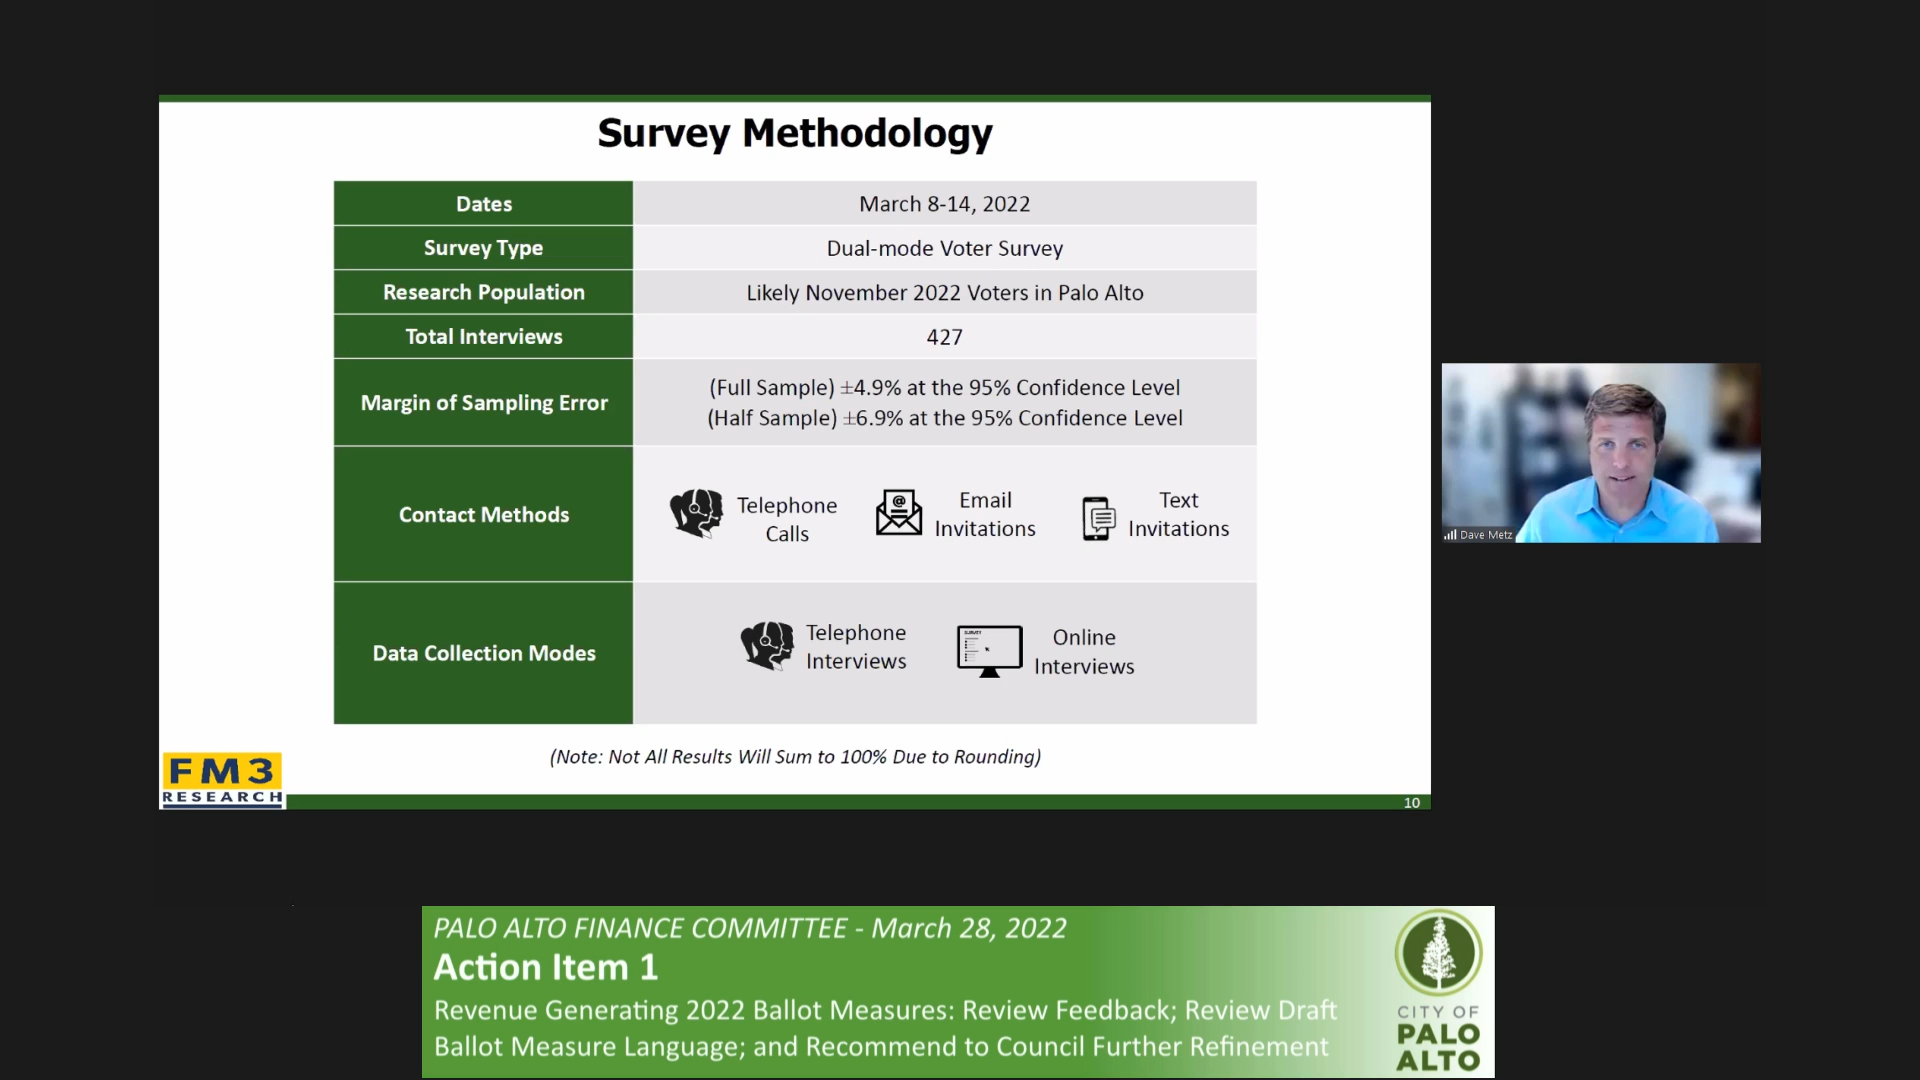 Survey Methodology
Dates
March 8-14, 2022
Survey Type
Dual-mode Voter Survey
Research Population
Likely November 2022 Voters in Palo Alto
Total Interviews
427
Margin of Sampling Error
(Full Sample) ±4.9% at the 95% Confidence Level
(Half Sample) ±6.9% at the 95% Confidence Level
Contact Methods
Telephone
Calls
Email
Invitations
Text
Invitations
Data Collection Modes
Telephone
Interviews
SURVEY
Online
Interviews
(Note: Not All Results Will Sum to 100% Due to Rounding)
FM3
RESEARCH
10
Dave Metz
PALO ALTO FINANCE COMMITTEE - March 28, 2022
Action Item 1
Revenue Generating 2022 Ballot Measures: Review Feedback; Review Draft
Ballot Measure Language; and Recommend to Council Further Refinement
CITY OF
PALO
ALTO